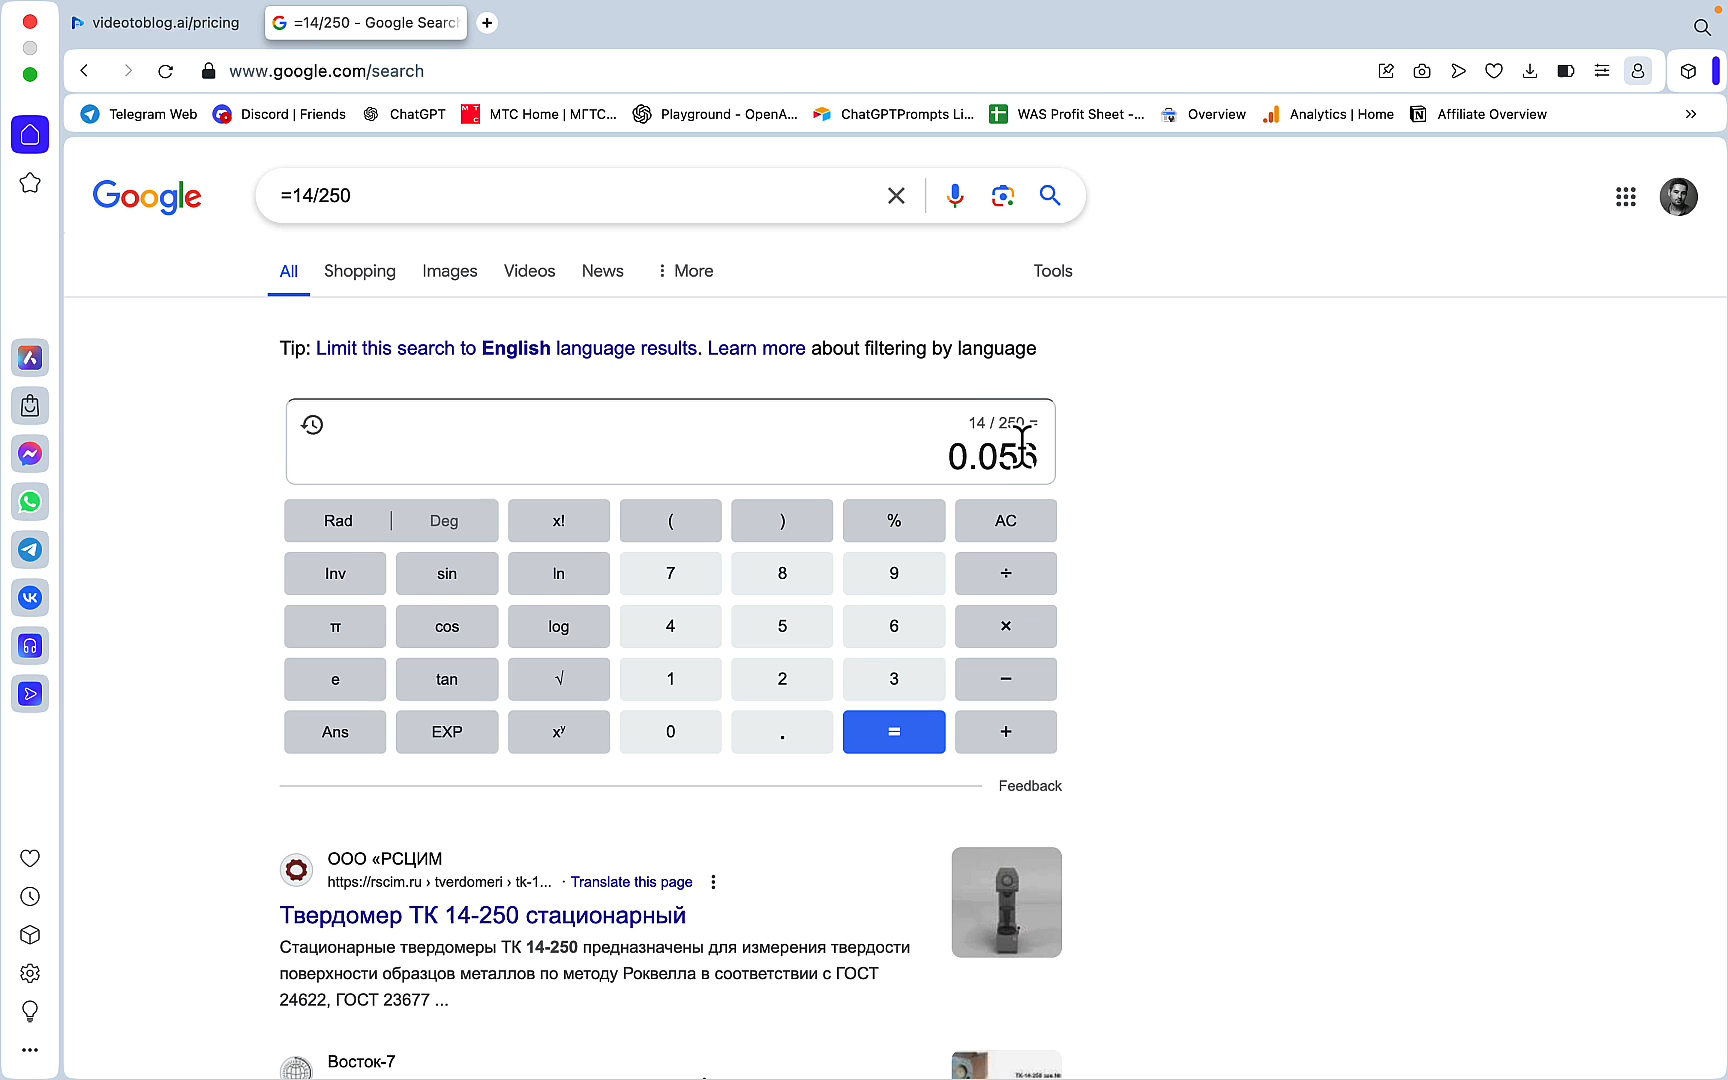 videotoblog.ai/pricing
=14/250 - Google Searc
www.google.com/search
Telegram Web
Discord | Friends
ChatGPT
МТС Home | МГТС...
Playground - OpenA...
ChatGPTPrompts Li...
WAS Profit Sheet -...
Overview
Analytics | Home
Affiliate Overview
Google
=14/250
All
Shopping
Images
Videos
News
More
Tools
Tip: Limit this search to English language results. Learn more about filtering by language
14 / 250 =
0.056
Rad | Deg
x!
(
)
%
AC
Inv
sin
ln
7
8
9
÷
π
cos
log
4
5
6
×
e
tan
√
1
2
3
−
Ans
EXP
xʸ
0
.
=
+
Feedback
ООО «РСЦИМ
https://rscim.ru › tverdomeri › tk-1... · Translate this page
Твердомер ТК 14-250 стационарный
Стационарные твердомеры ТК 14-250 предназначены для измерения твердости
поверхности образцов металлов по методу Роквелла в соответствии с ГОСТ
24622, ГОСТ 23677 ...
Восток-7